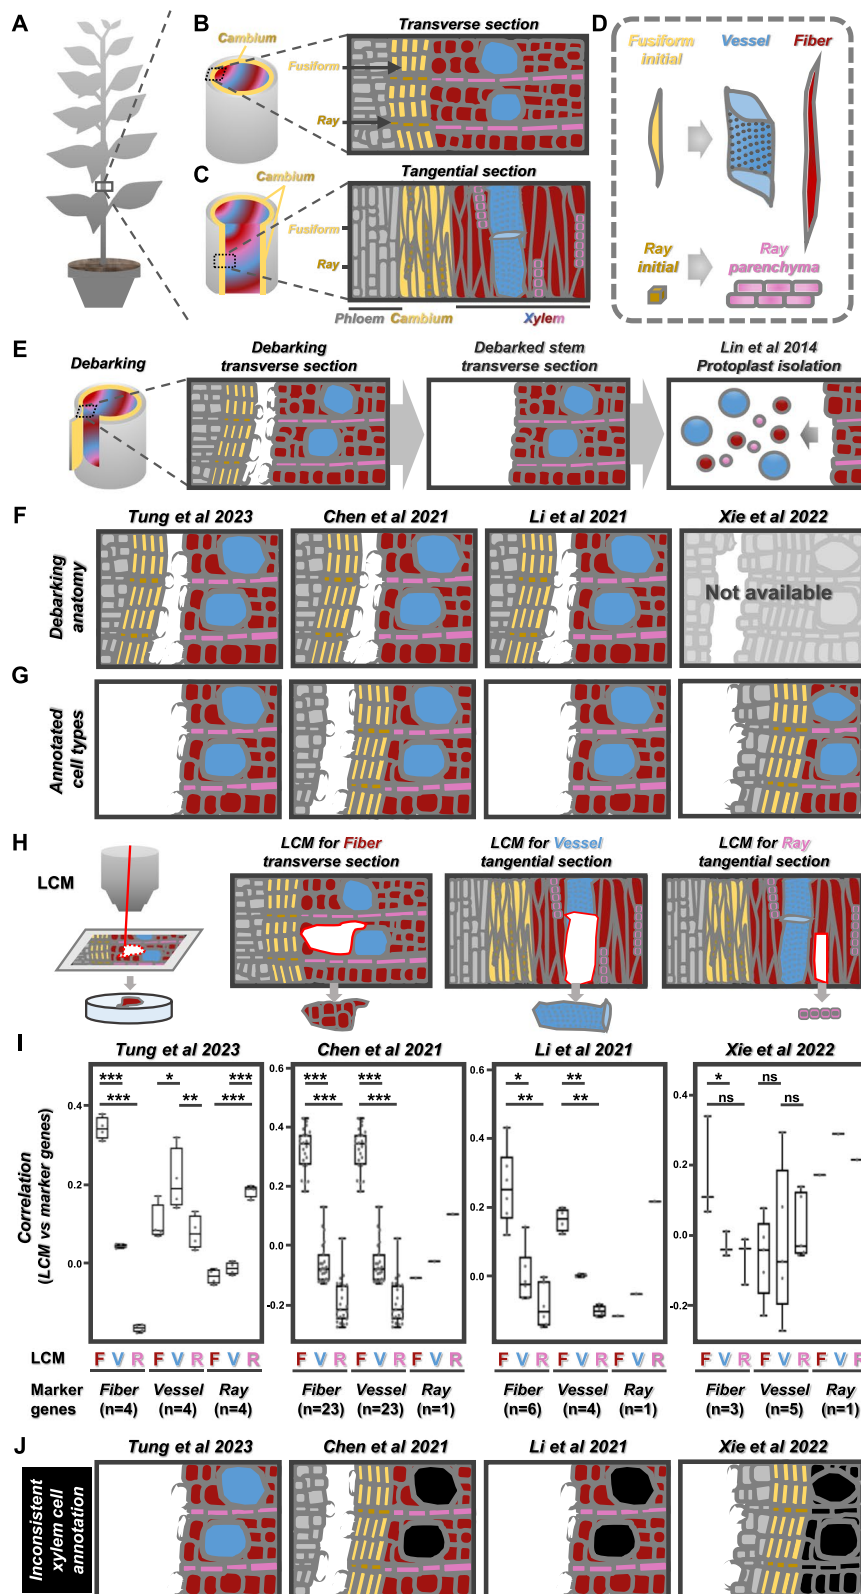 A
B
Transverse section
Cambium
Fusiform
Ray
C
Tangential section
Cambium
Fusiform
Ray
Phloem Cambium Xylem
D
Fusiform initial
Vessel
Fiber
Ray initial
Ray parenchyma
E
Debarking
Debarking
transverse section
Debarked stem
transverse section
Lin et al 2014
Protoplast isolation
F
Tung et al 2023
Chen et al 2021
Li et al 2021
Xie et al 2022
Debarking
anatomy
Not available
G
Annotated
cell types
H
LCM
LCM for Fiber
transverse section
LCM for Vessel
tangential section
LCM for Ray
tangential section
I
Tung et al 2023
Chen et al 2021
Li et al 2021
Xie et al 2022
Correlation
(LCM vs marker genes)
0.4
0.2
0.0
*** *** * ** *** ***
0.6
0.4
0.2
0.0
-0.2
*** *** *** ***
0.6
0.4
0.2
0.0
* ** ** **
0.4
0.2
0.0
-0.2
* ns ns ns
LCM
F V R F V R F V R
F V R F V R F V R
F V R F V R F V R
F V R F V R F V R
Marker
genes
Fiber
(n=4)
Vessel
(n=4)
Ray
(n=4)
Fiber
(n=23)
Vessel
(n=23)
Ray
(n=1)
Fiber
(n=6)
Vessel
(n=4)
Ray
(n=1)
Fiber
(n=3)
Vessel
(n=5)
Ray
(n=1)
J
Tung et al 2023
Chen et al 2021
Li et al 2021
Xie et al 2022
Inconsistent
xylem cell
annotation